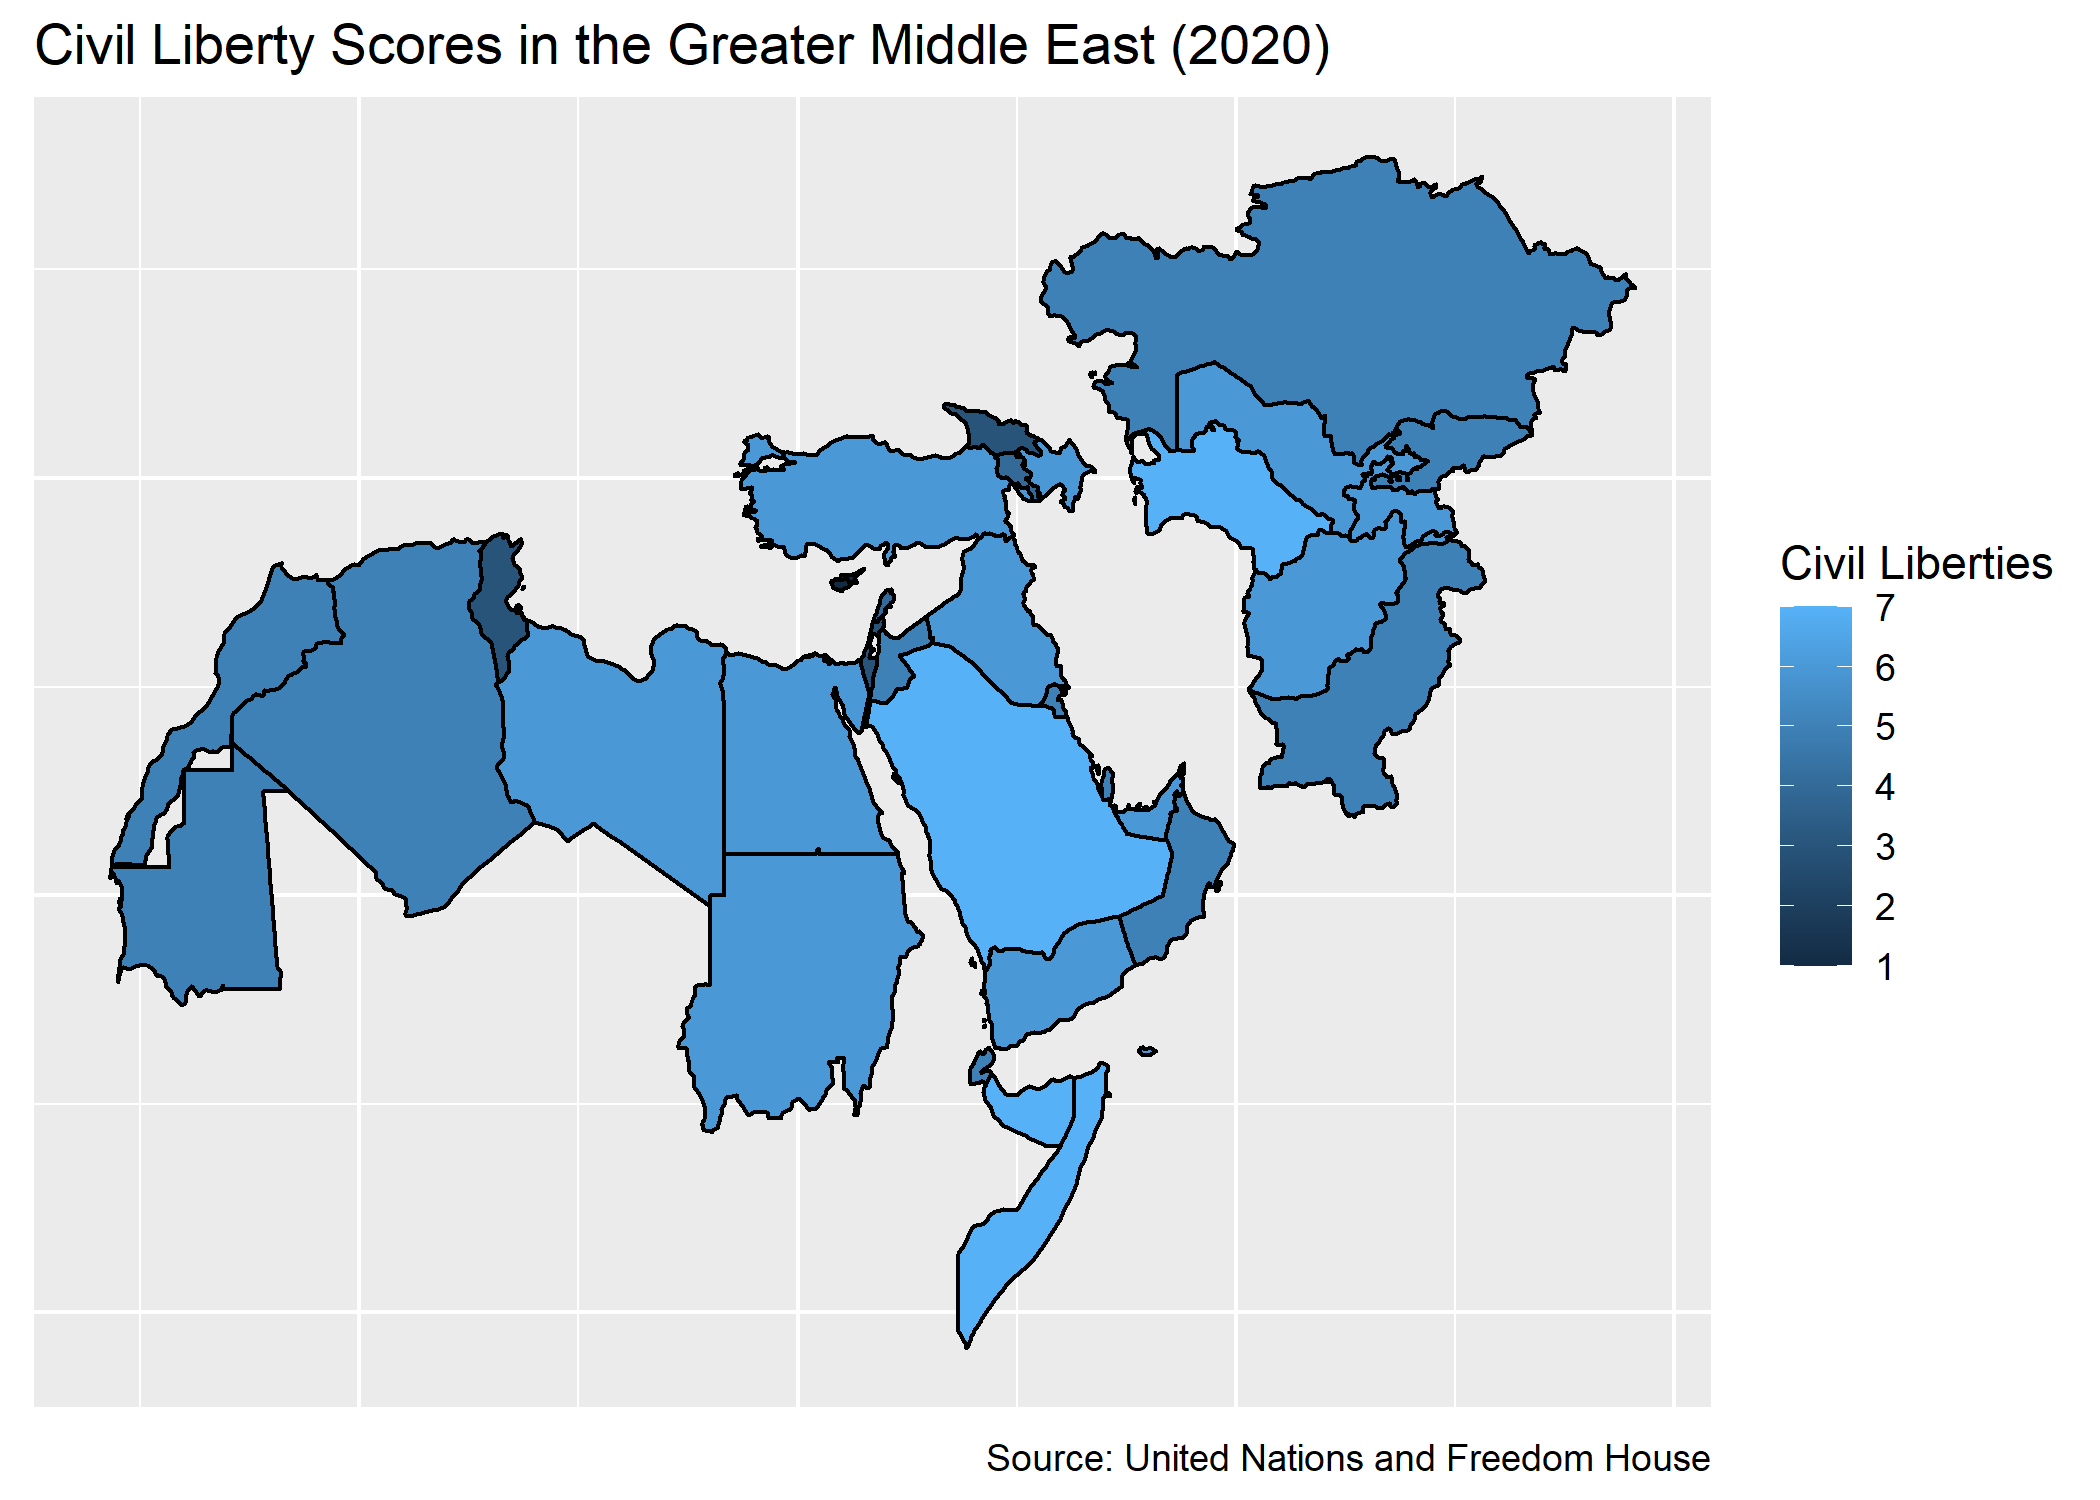 Civil Liberty Scores in the Greater Middle East (2020)
Civil Liberties
7
6
5
4
3
2
1
Source: United Nations and Freedom House